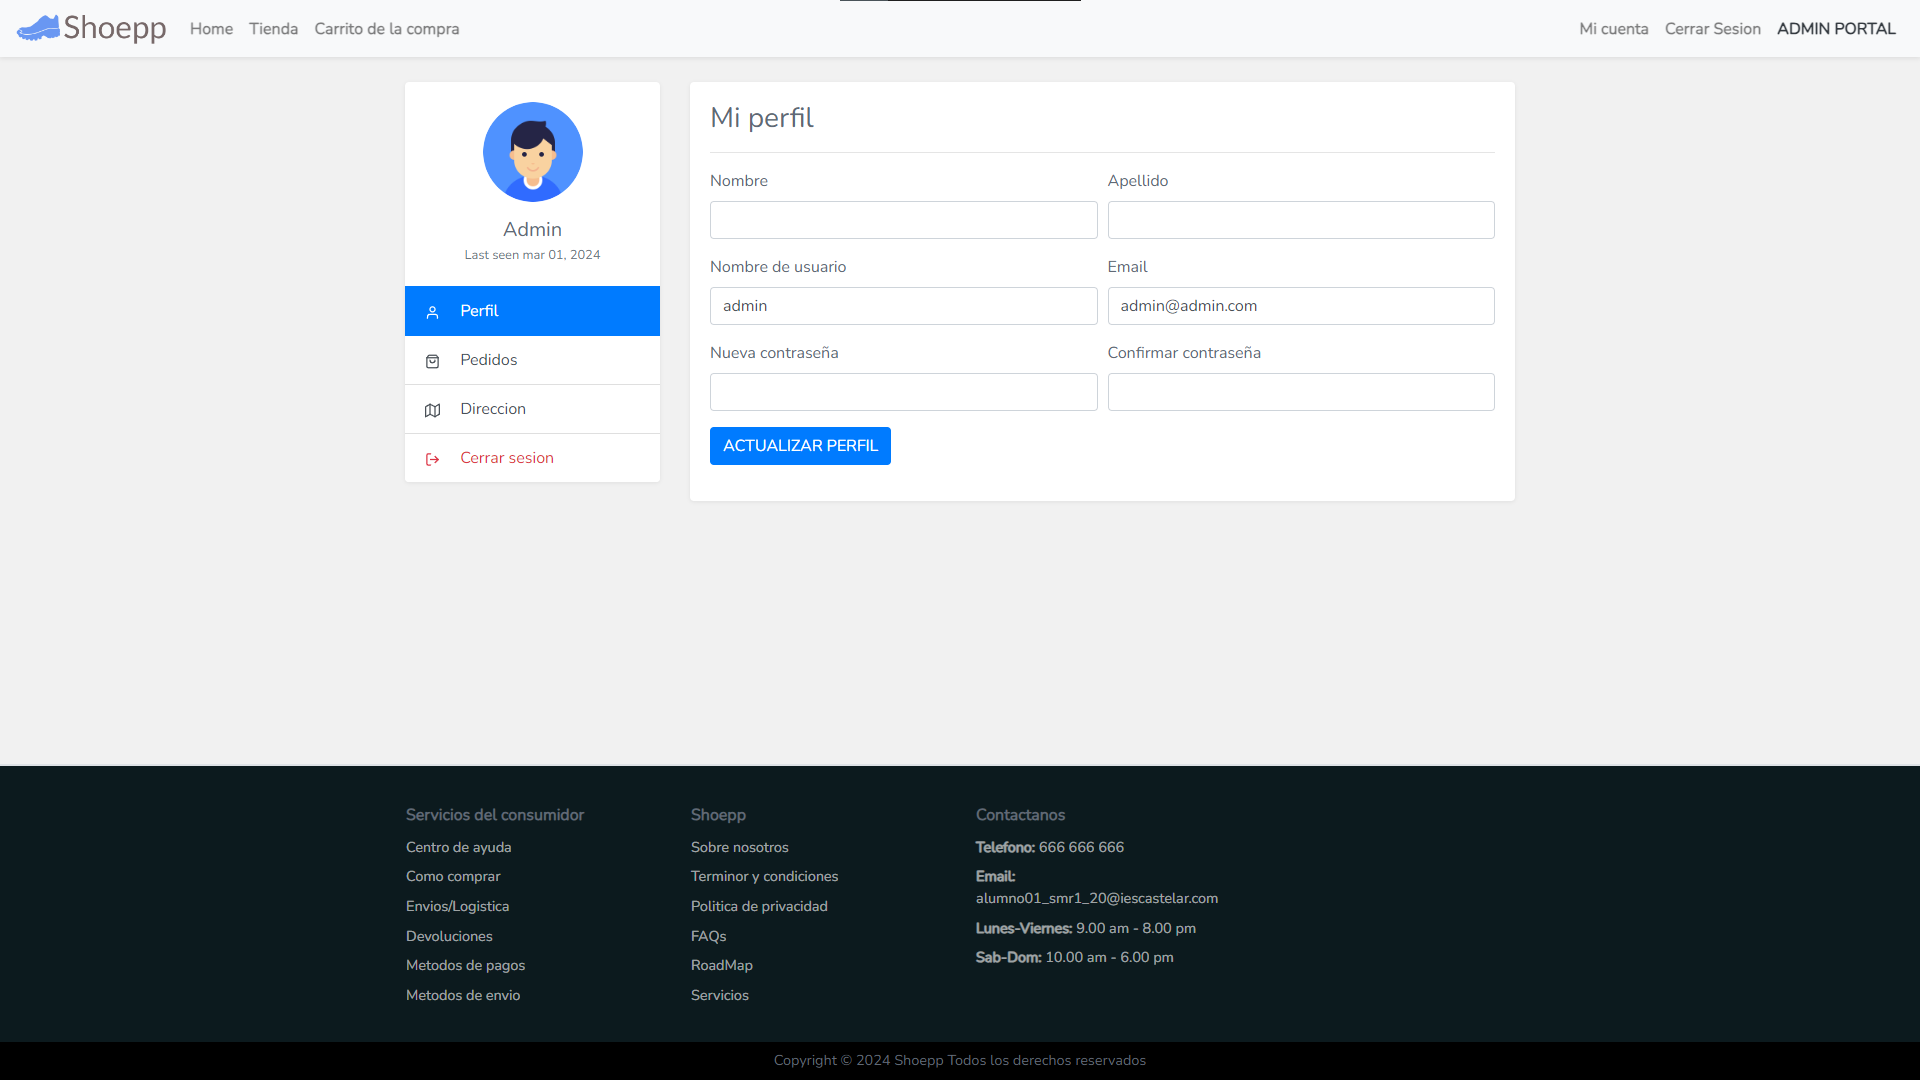 Shoepp Home Tienda Carrito de la compra Mi cuenta Cerrar Sesion ADMIN PORTAL
Admin
Last seen mar 01, 2024
Perfil
Pedidos
Direccion
Cerrar sesion
Mi perfil
Nombre Apellido
Nombre de usuario Email
admin admin@admin.com
Nueva contraseña Confirmar contraseña
ACTUALIZAR PERFIL
Servicios del consumidor
Centro de ayuda
Como comprar
Envios/Logistica
Devoluciones
Metodos de pagos
Metodos de envio
Shoepp
Sobre nosotros
Terminor y condiciones
Politica de privacidad
FAQs
RoadMap
Servicios
Contactanos
Telefono: 666 666 666
Email:
alumno01_smr1_20@iescastelar.com
Lunes-Viernes: 9.00 am - 8.00 pm
Sab-Dom: 10.00 am - 6.00 pm
Copyright © 2024 Shoepp Todos los derechos reservados